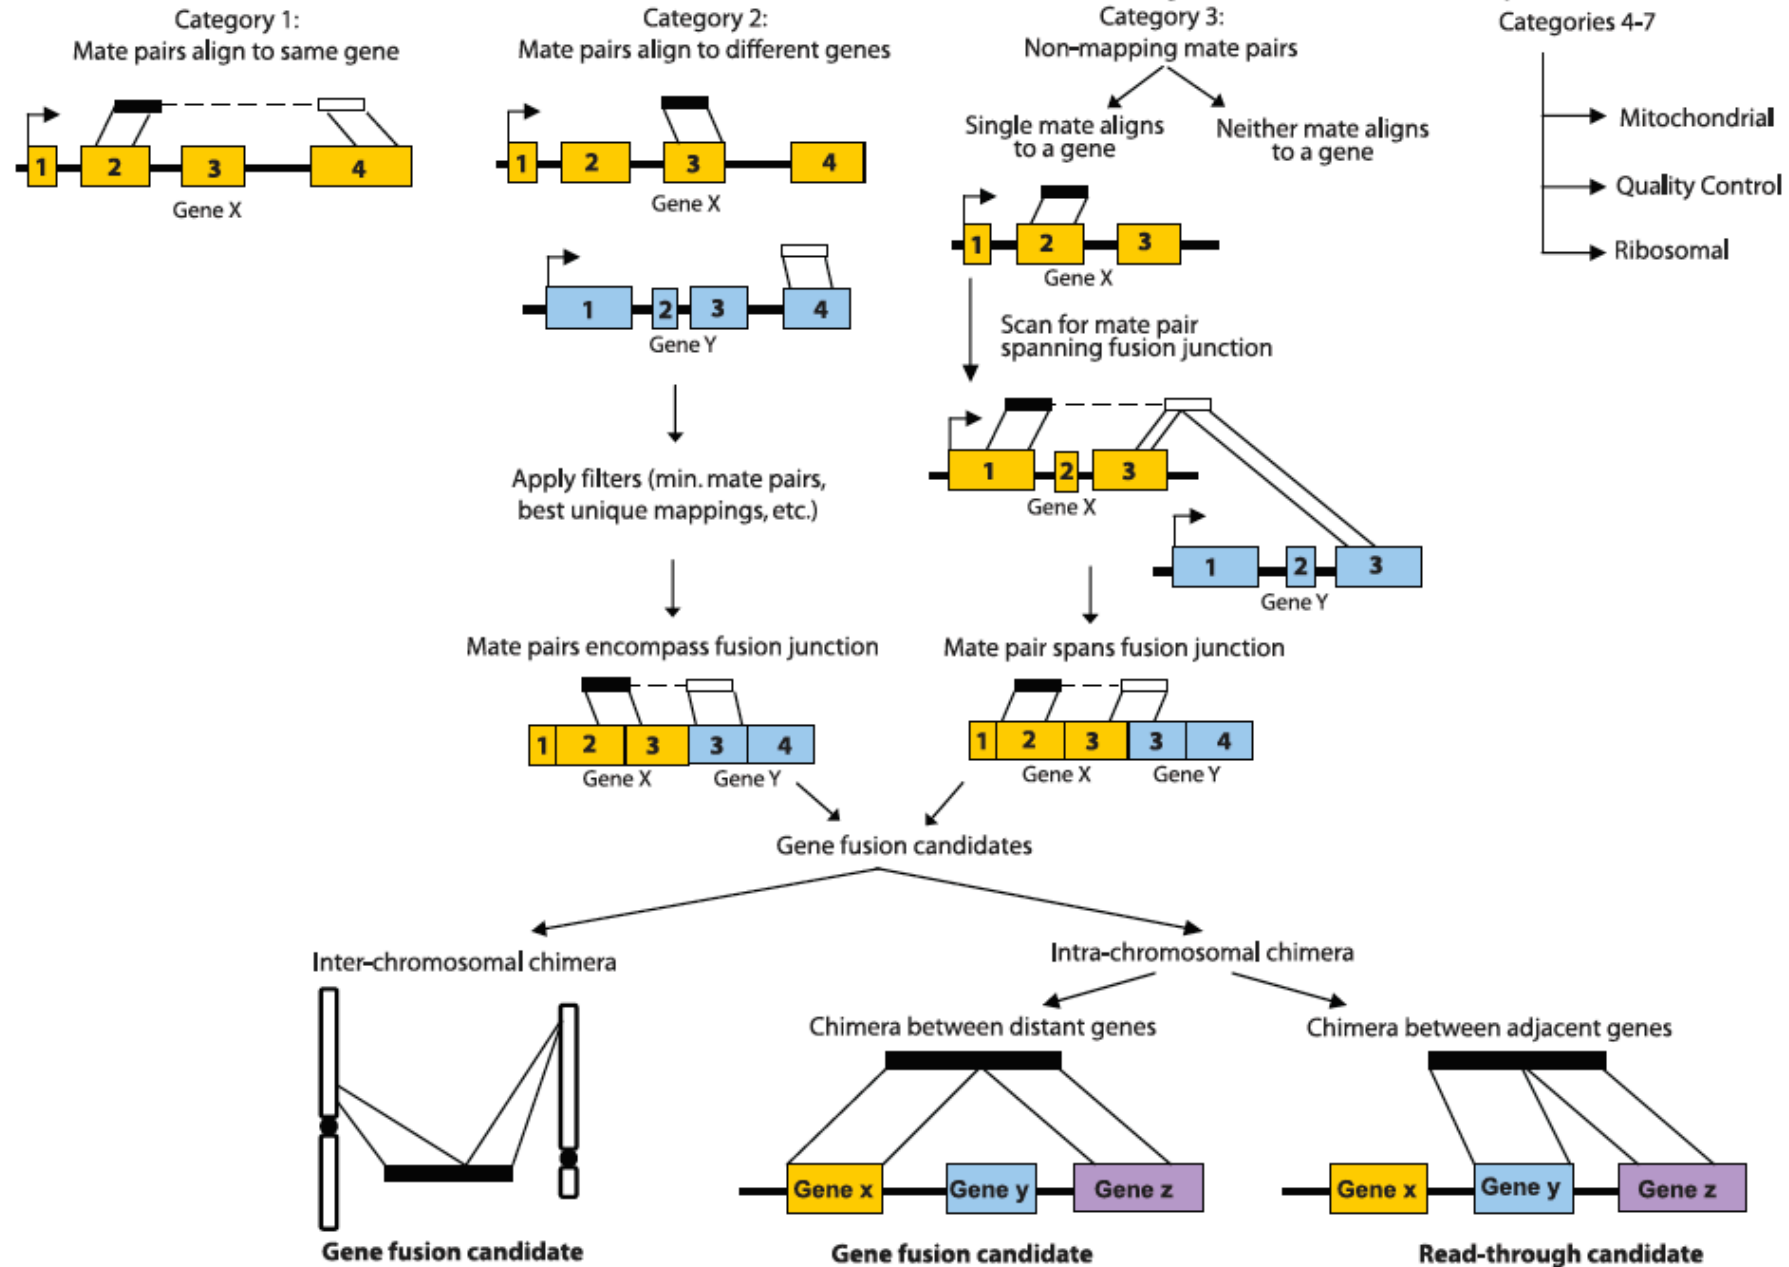 Category 1:
Mate pairs align to same gene
1
2
3
4
Gene X
Category 2:
Mate pairs align to different genes
1
2
3
4
Gene X
1
2
3
4
Gene Y
Apply filters (min. mate pairs,
best unique mappings, etc.)
Mate pairs encompass fusion junction
1
2
3
3
4
Gene X
Gene Y
Category 3:
Non-mapping mate pairs
Single mate aligns
to a gene
Neither mate aligns
to a gene
1
2
3
Gene X
Scan for mate pair
spanning fusion junction
1
2
3
Gene X
1
2
3
Gene Y
Mate pair spans fusion junction
1
2
3
3
4
Gene X
Gene Y
Categories 4-7
Mitochondrial
Quality Control
Ribosomal
Gene fusion candidates
Inter-chromosomal chimera
Gene fusion candidate
Intra-chromosomal chimera
Chimera between distant genes
Gene x
Gene y
Gene z
Gene fusion candidate
Chimera between adjacent genes
Gene x
Gene y
Gene z
Read-through candidate